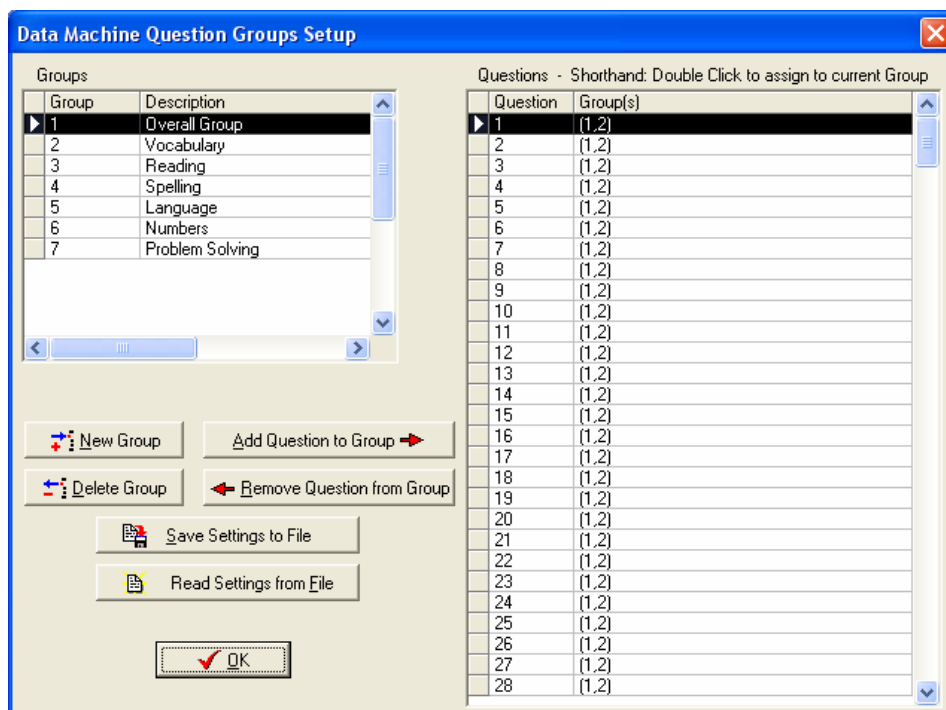 Data Machine Question Groups Setup
Groups
Group Description
1 Overall Group
2 Vocabulary
3 Reading
4 Spelling
5 Language
6 Numbers
7 Problem Solving
New Group
Add Question to Group
Delete Group
Remove Question from Group
Save Settings to File
Read Settings from File
OK
Questions - Shorthand: Double Click to assign to current Group
Question Group(s)
1 (1,2)
2 (1,2)
3 (1,2)
4 (1,2)
5 (1,2)
6 (1,2)
7 (1,2)
8 (1,2)
9 (1,2)
10 (1,2)
11 (1,2)
12 (1,2)
13 (1,2)
14 (1,2)
15 (1,2)
16 (1,2)
17 (1,2)
18 (1,2)
19 (1,2)
20 (1,2)
21 (1,2)
22 (1,2)
23 (1,2)
24 (1,2)
25 (1,2)
26 (1,2)
27 (1,2)
28 (1,2)